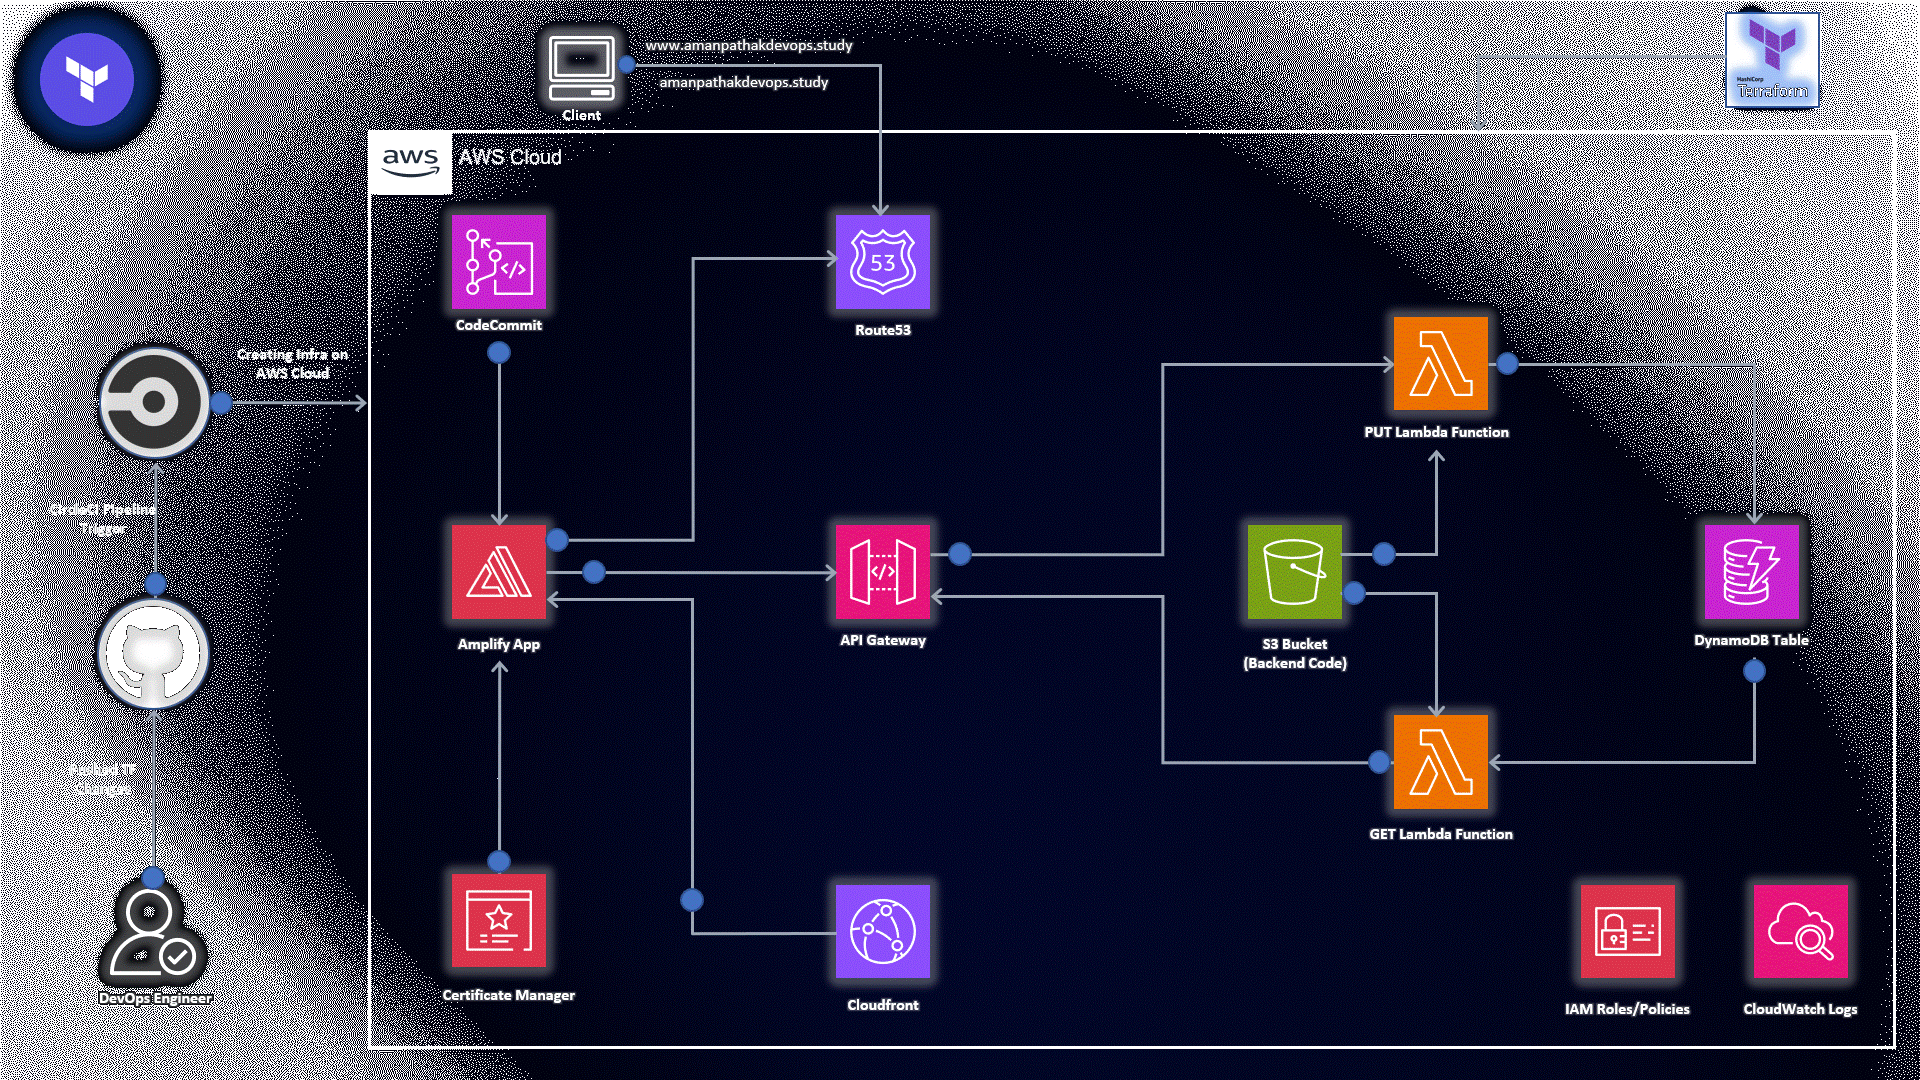 www.amanpathakdevops.study
amanpathakdevops.study
Client
HashiCorp
Terraform
aws
AWS Cloud
CodeCommit
53
Route53
Creating Infra on
AWS Cloud
PUT Lambda Function
CircleCI Pipeline
Trigger
Amplify App
API Gateway
S3 Bucket
(Backend Code)
DynamoDB Table
TF
Changes
GET Lambda Function
DevOps Engineer
Certificate Manager
Cloudfront
IAM Roles/Policies
CloudWatch Logs